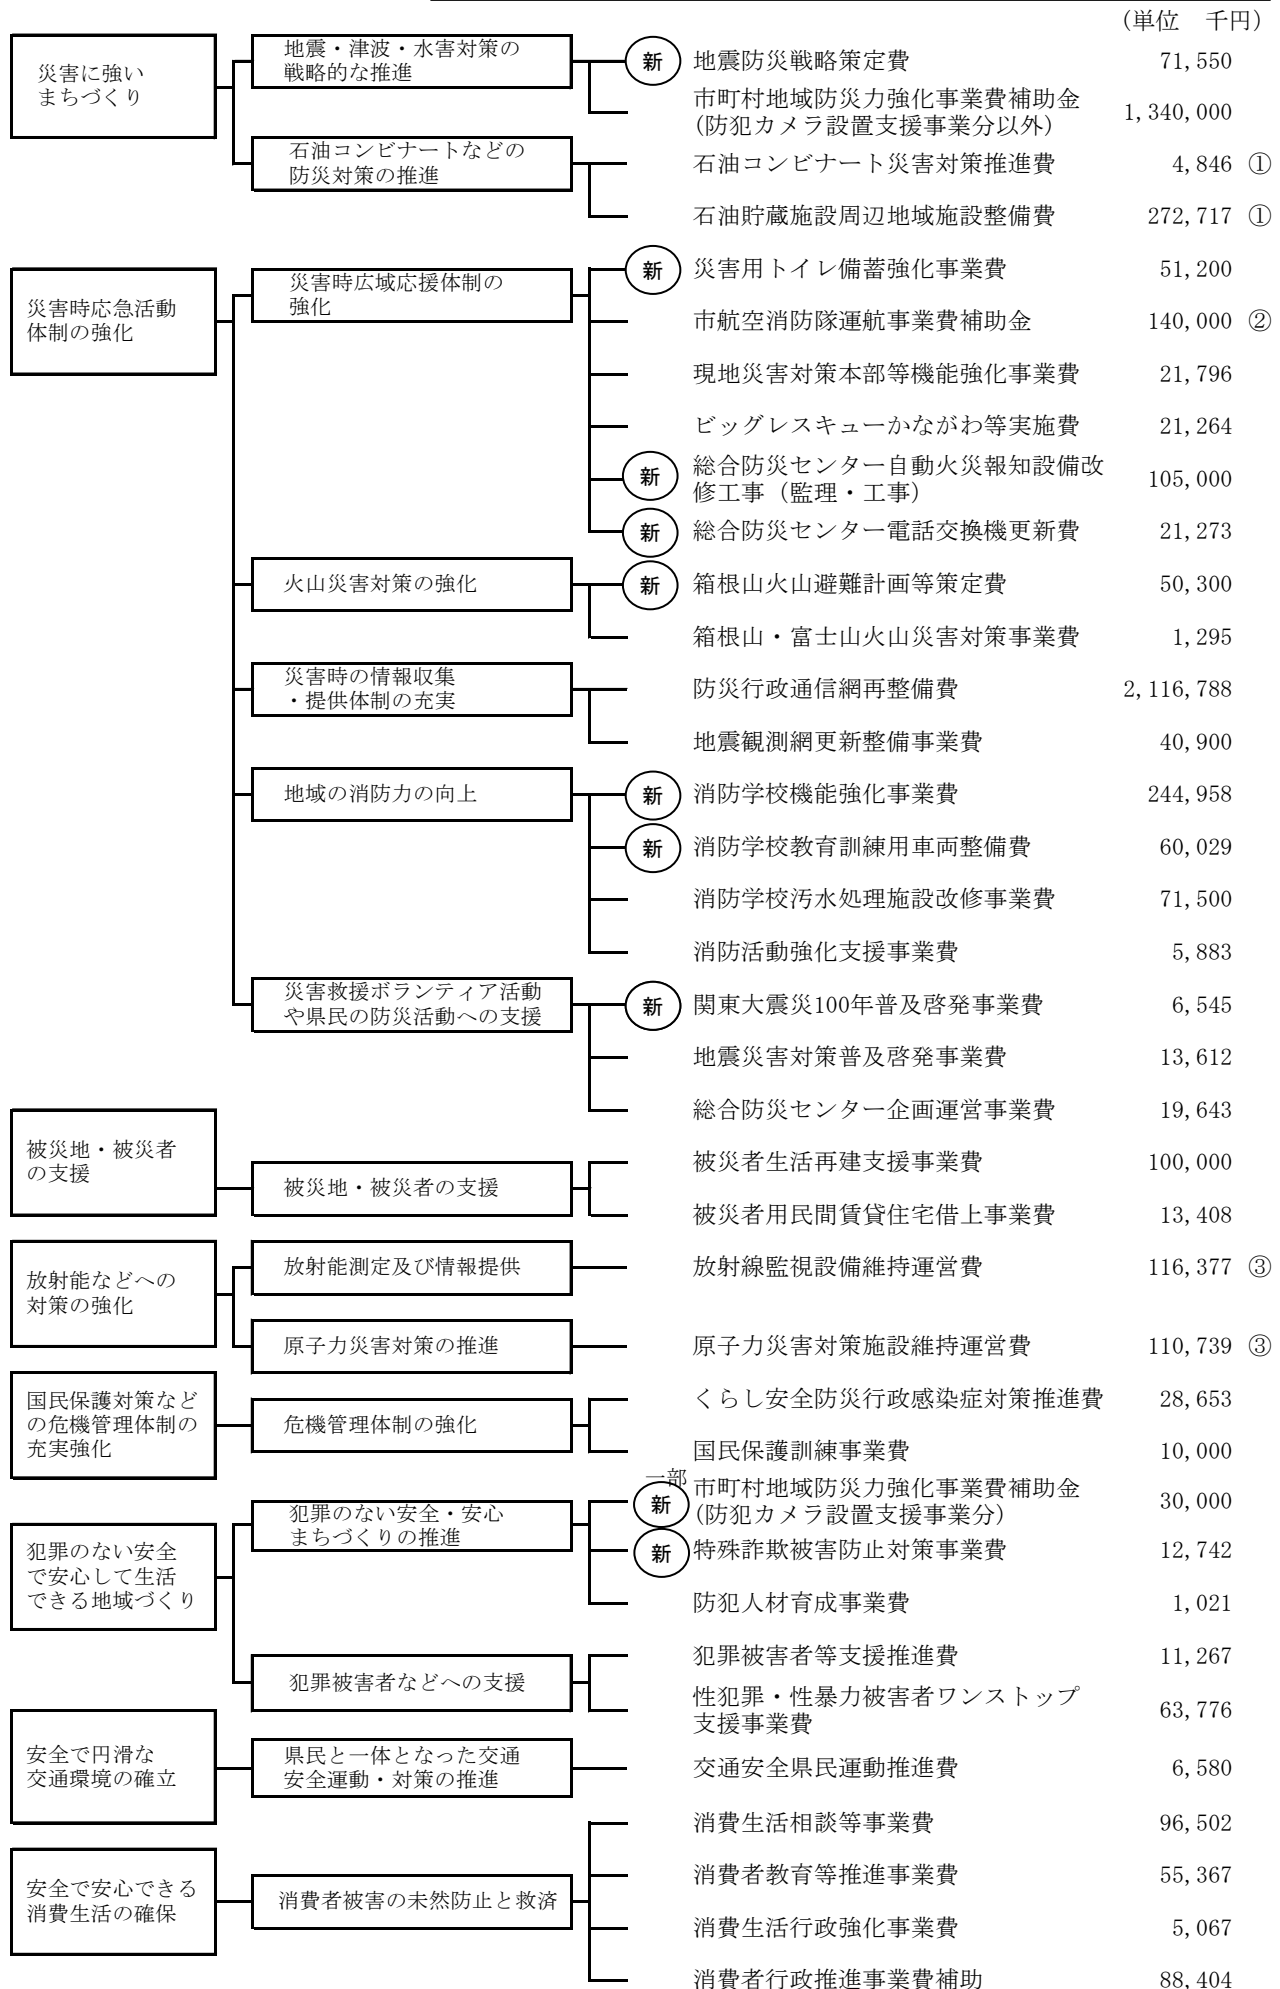 (単位　千円)
災害に強い
まちづくり
地震・津波・水害対策の
戦略的な推進
新 地震防災戦略策定費 71,550
市町村地域防災力強化事業費補助金
(防犯カメラ設置支援事業分以外) 1,340,000
石油コンビナートなどの
防災対策の推進
石油コンビナート災害対策推進費 4,846 ①
石油貯蔵施設周辺地域施設整備費 272,717 ①
災害時応急活動
体制の強化
災害時広域応援体制の
強化
新 災害用トイレ備蓄強化事業費 51,200
市航空消防隊運航事業費補助金 140,000 ②
現地災害対策本部等機能強化事業費 21,796
ビッグレスキューかながわ等実施費 21,264
新 総合防災センター自動火災報知設備改
修工事（監理・工事） 105,000
新 総合防災センター電話交換機更新費 21,273
火山災害対策の強化
新 箱根山火山避難計画等策定費 50,300
箱根山・富士山火山災害対策事業費 1,295
災害時の情報収集
・提供体制の充実
防災行政通信網再整備費 2,116,788
地震観測網更新整備事業費 40,900
地域の消防力の向上
新 消防学校機能強化事業費 244,958
新 消防学校教育訓練用車両整備費 60,029
消防学校汚水処理施設改修事業費 71,500
消防活動強化支援事業費 5,883
災害救援ボランティア活動
や県民の防災活動への支援
新 関東大震災100年普及啓発事業費 6,545
地震災害対策普及啓発事業費 13,612
総合防災センター企画運営事業費 19,643
被災地・被災者
の支援
被災地・被災者の支援
被災者生活再建支援事業費 100,000
被災者用民間賃貸住宅借上事業費 13,408
放射能などへの
対策の強化
放射能測定及び情報提供
放射線監視設備維持運営費 116,377 ③
原子力災害対策の推進
原子力災害対策施設維持運営費 110,739 ③
国民保護対策など
の危機管理体制の
充実強化
危機管理体制の強化
くらし安全防災行政感染症対策推進費 28,653
国民保護訓練事業費 10,000
犯罪のない安全
で安心して生活
できる地域づくり
犯罪のない安全・安心
まちづくりの推進
一部
新 市町村地域防災力強化事業費補助金
(防犯カメラ設置支援事業分) 30,000
新 特殊詐欺被害防止対策事業費 12,742
防犯人材育成事業費 1,021
犯罪被害者などへの支援
犯罪被害者等支援推進費 11,267
性犯罪・性暴力被害者ワンストップ
支援事業費 63,776
安全で円滑な
交通環境の確立
県民と一体となった交通
安全運動・対策の推進
交通安全県民運動推進費 6,580
安全で安心できる
消費生活の確保
消費者被害の未然防止と救済
消費生活相談等事業費 96,502
消費者教育等推進事業費 55,367
消費生活行政強化事業費 5,067
消費者行政推進事業費補助 88,404